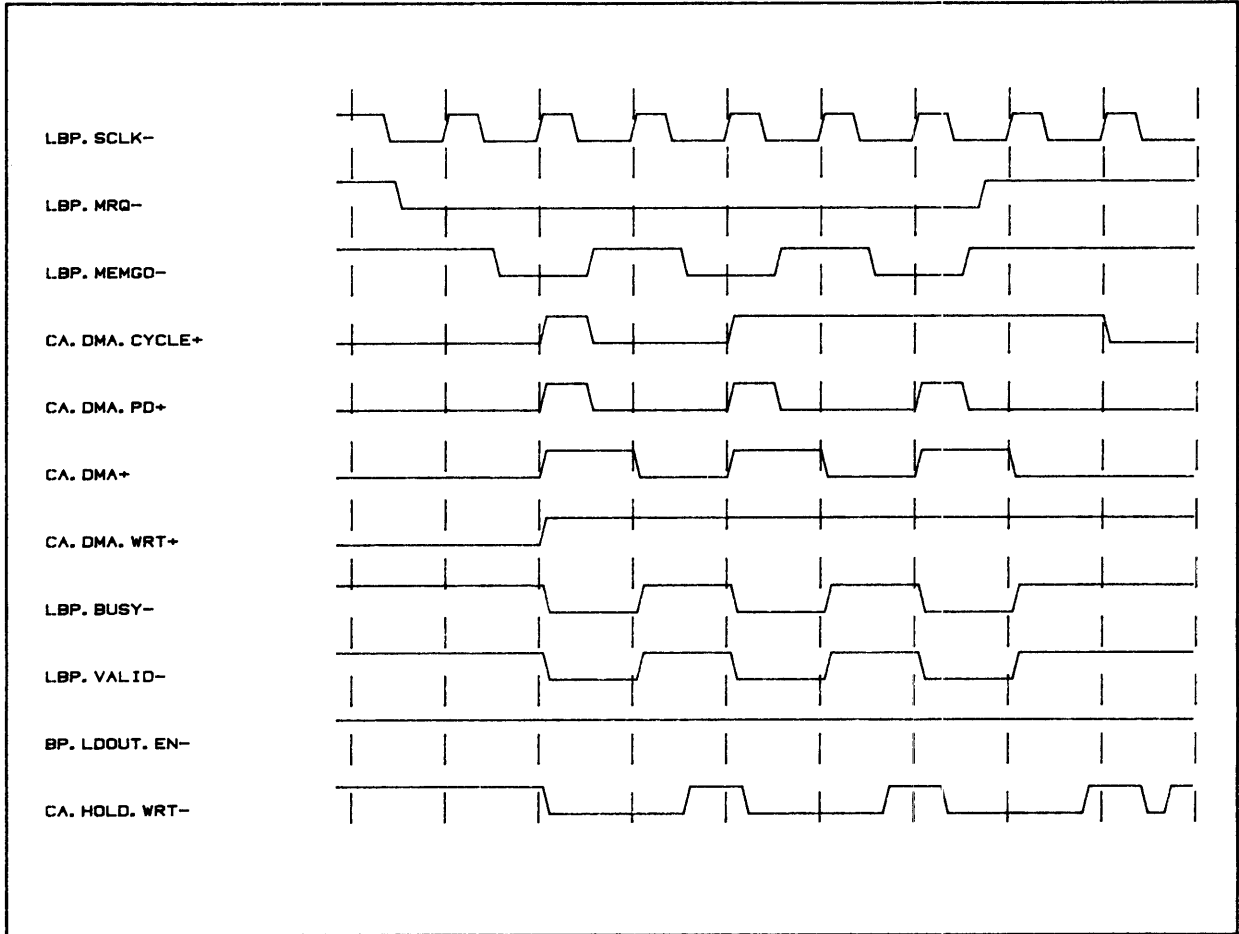 LBP. SCLK-
LBP. MRQ-
LBP. MEMGO-
CA. DMA. CYCLE+
CA. DMA. PD+
CA. DMA+
CA. DMA. WRT+
LBP. BUSY-
LBP. VALID-
BP. LDOUT. EN-
CA. HOLD. WRT-